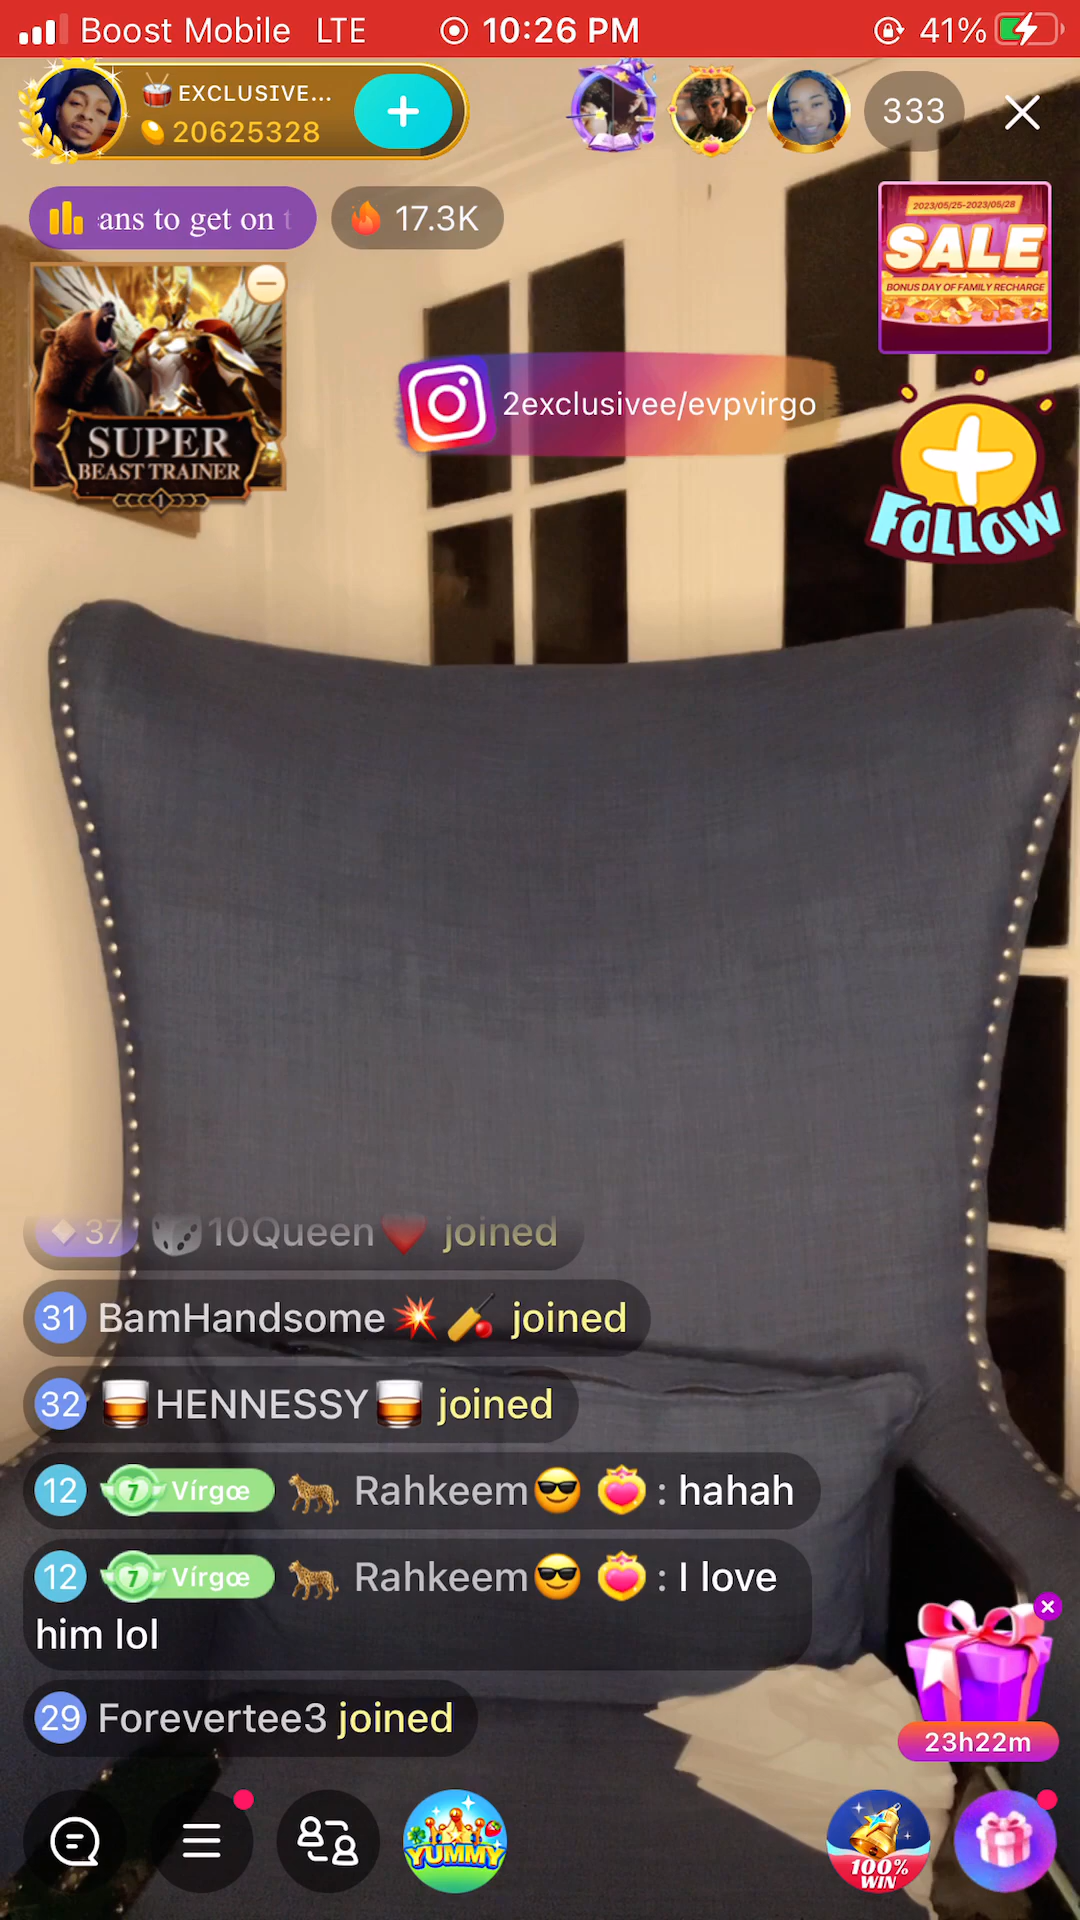 Boost Mobile LTE 10:26 PM 41%
EXCLUSIVE...
20625328
333
ans to get on t
17.3K
2023/05/25-2023/05/28
SALE
BONUS DAY OF FAMILY RECHARGE
SUPER
BEAST TRAINER
I
2exclusivee/evpvirgo
FOLLOW
37 10Queen joined
31 BamHandsome joined
32 HENNESSY joined
12 7 Vírgœ Rahkeem : hahah
12 7 Vírgœ Rahkeem : I love
him lol
29 Forevertee3 joined
23h22m
YUMMY
100%
WIN